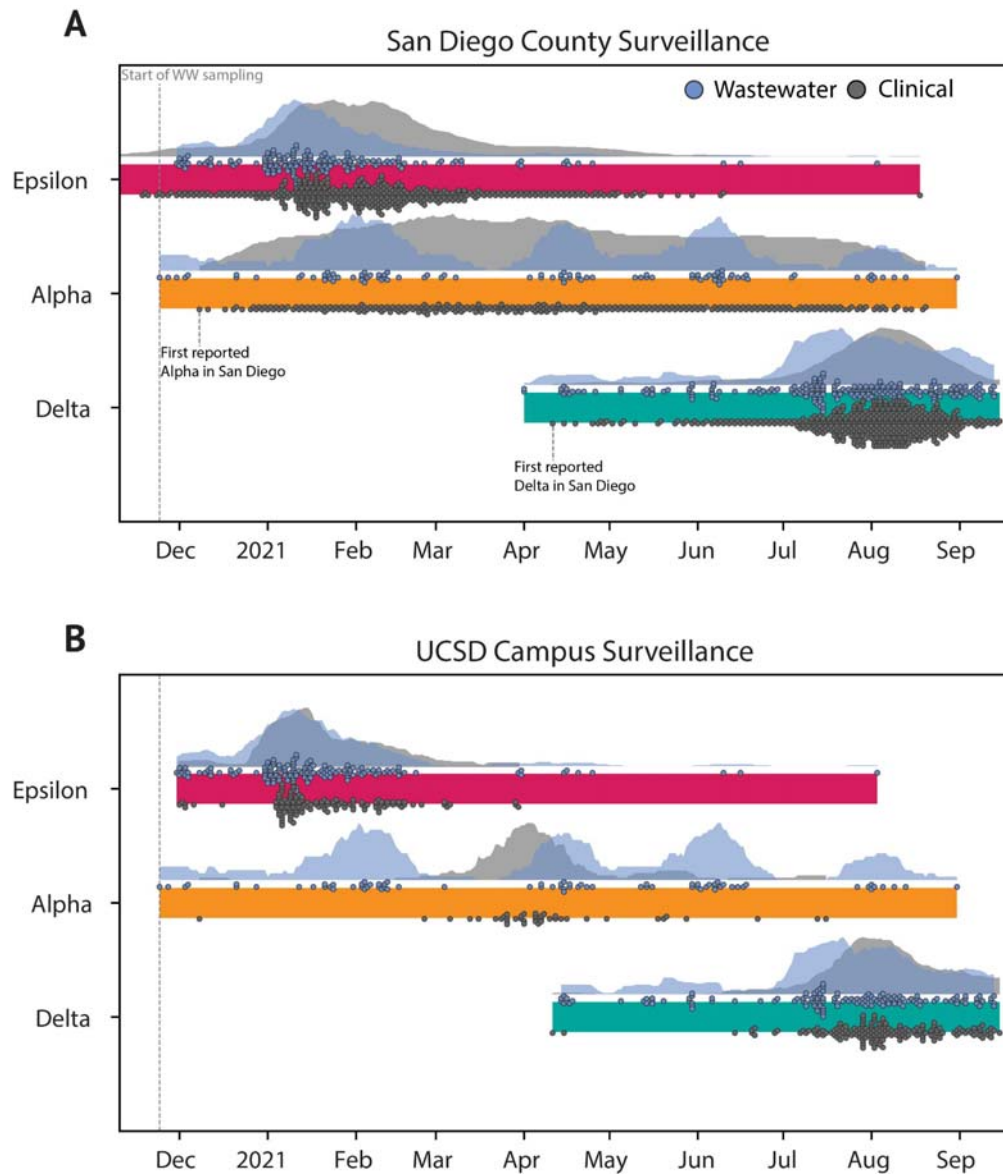 A
San Diego County Surveillance
Start of WW sampling
Wastewater
Clinical
Epsilon
Alpha
First reported
Alpha in San Diego
Delta
First reported
Delta in San Diego
Dec 2021 Feb Mar Apr May Jun Jul Aug Sep
B
UCSD Campus Surveillance
Epsilon
Alpha
Delta
Dec 2021 Feb Mar Apr May Jun Jul Aug Sep